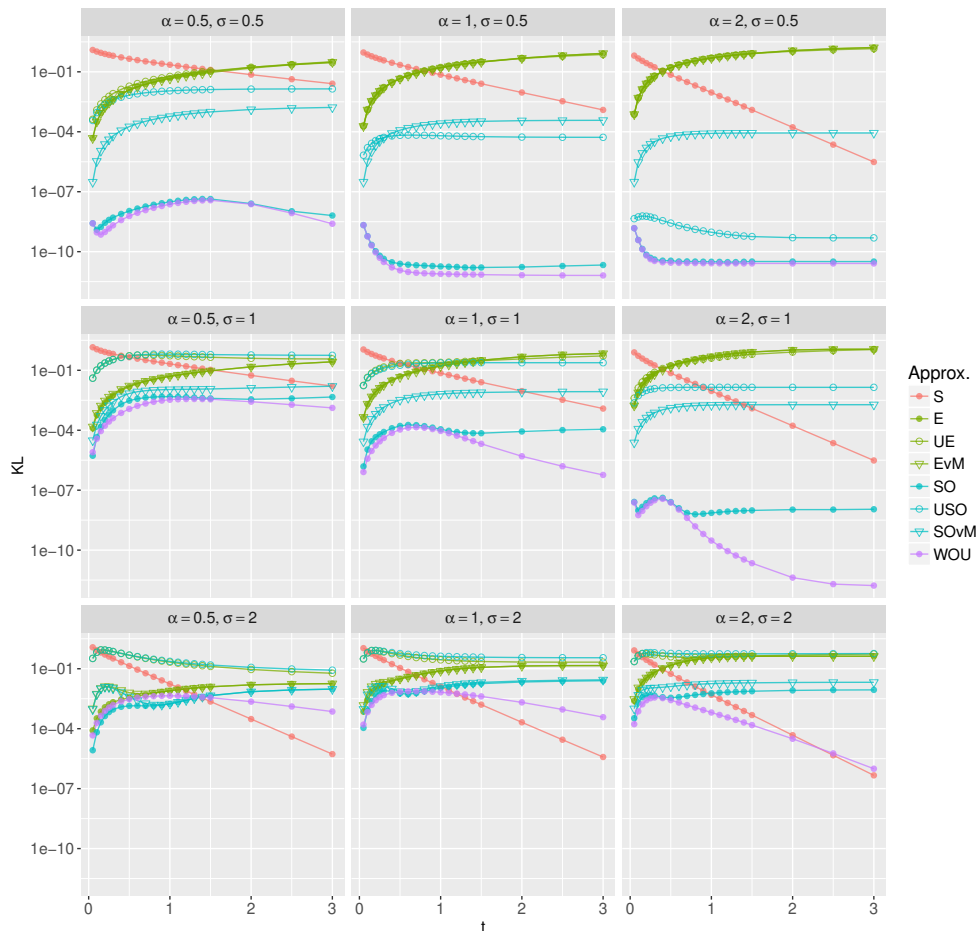 α = 0.5, σ = 0.5
α = 1, σ = 0.5
α = 2, σ = 0.5
1e−01
1e−04
1e−07
1e−10
α = 0.5, σ = 1
α = 1, σ = 1
α = 2, σ = 1
1e−01
1e−04
1e−07
1e−10
α = 0.5, σ = 2
α = 1, σ = 2
α = 2, σ = 2
1e−01
1e−04
1e−07
1e−10
0 1 2 3
0 1 2 3
0 1 2 3
t
KL
Approx.
S
E
UE
EvM
SO
USO
SOvM
WOU